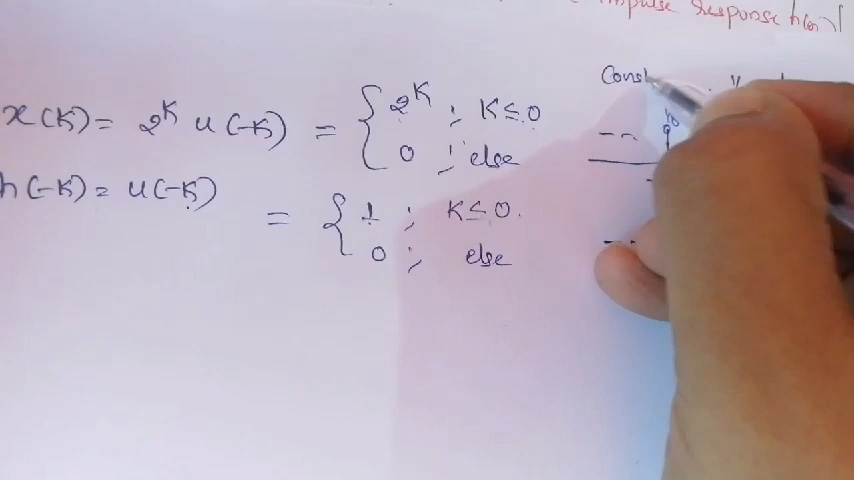 Impulse Response h(n)
Cons
x(K) = 2^K u(-K) = { 2^K ; K≤0
0 ; else
h(-K) = u(-K)
= { 1 ; K≤0.
0 ; else